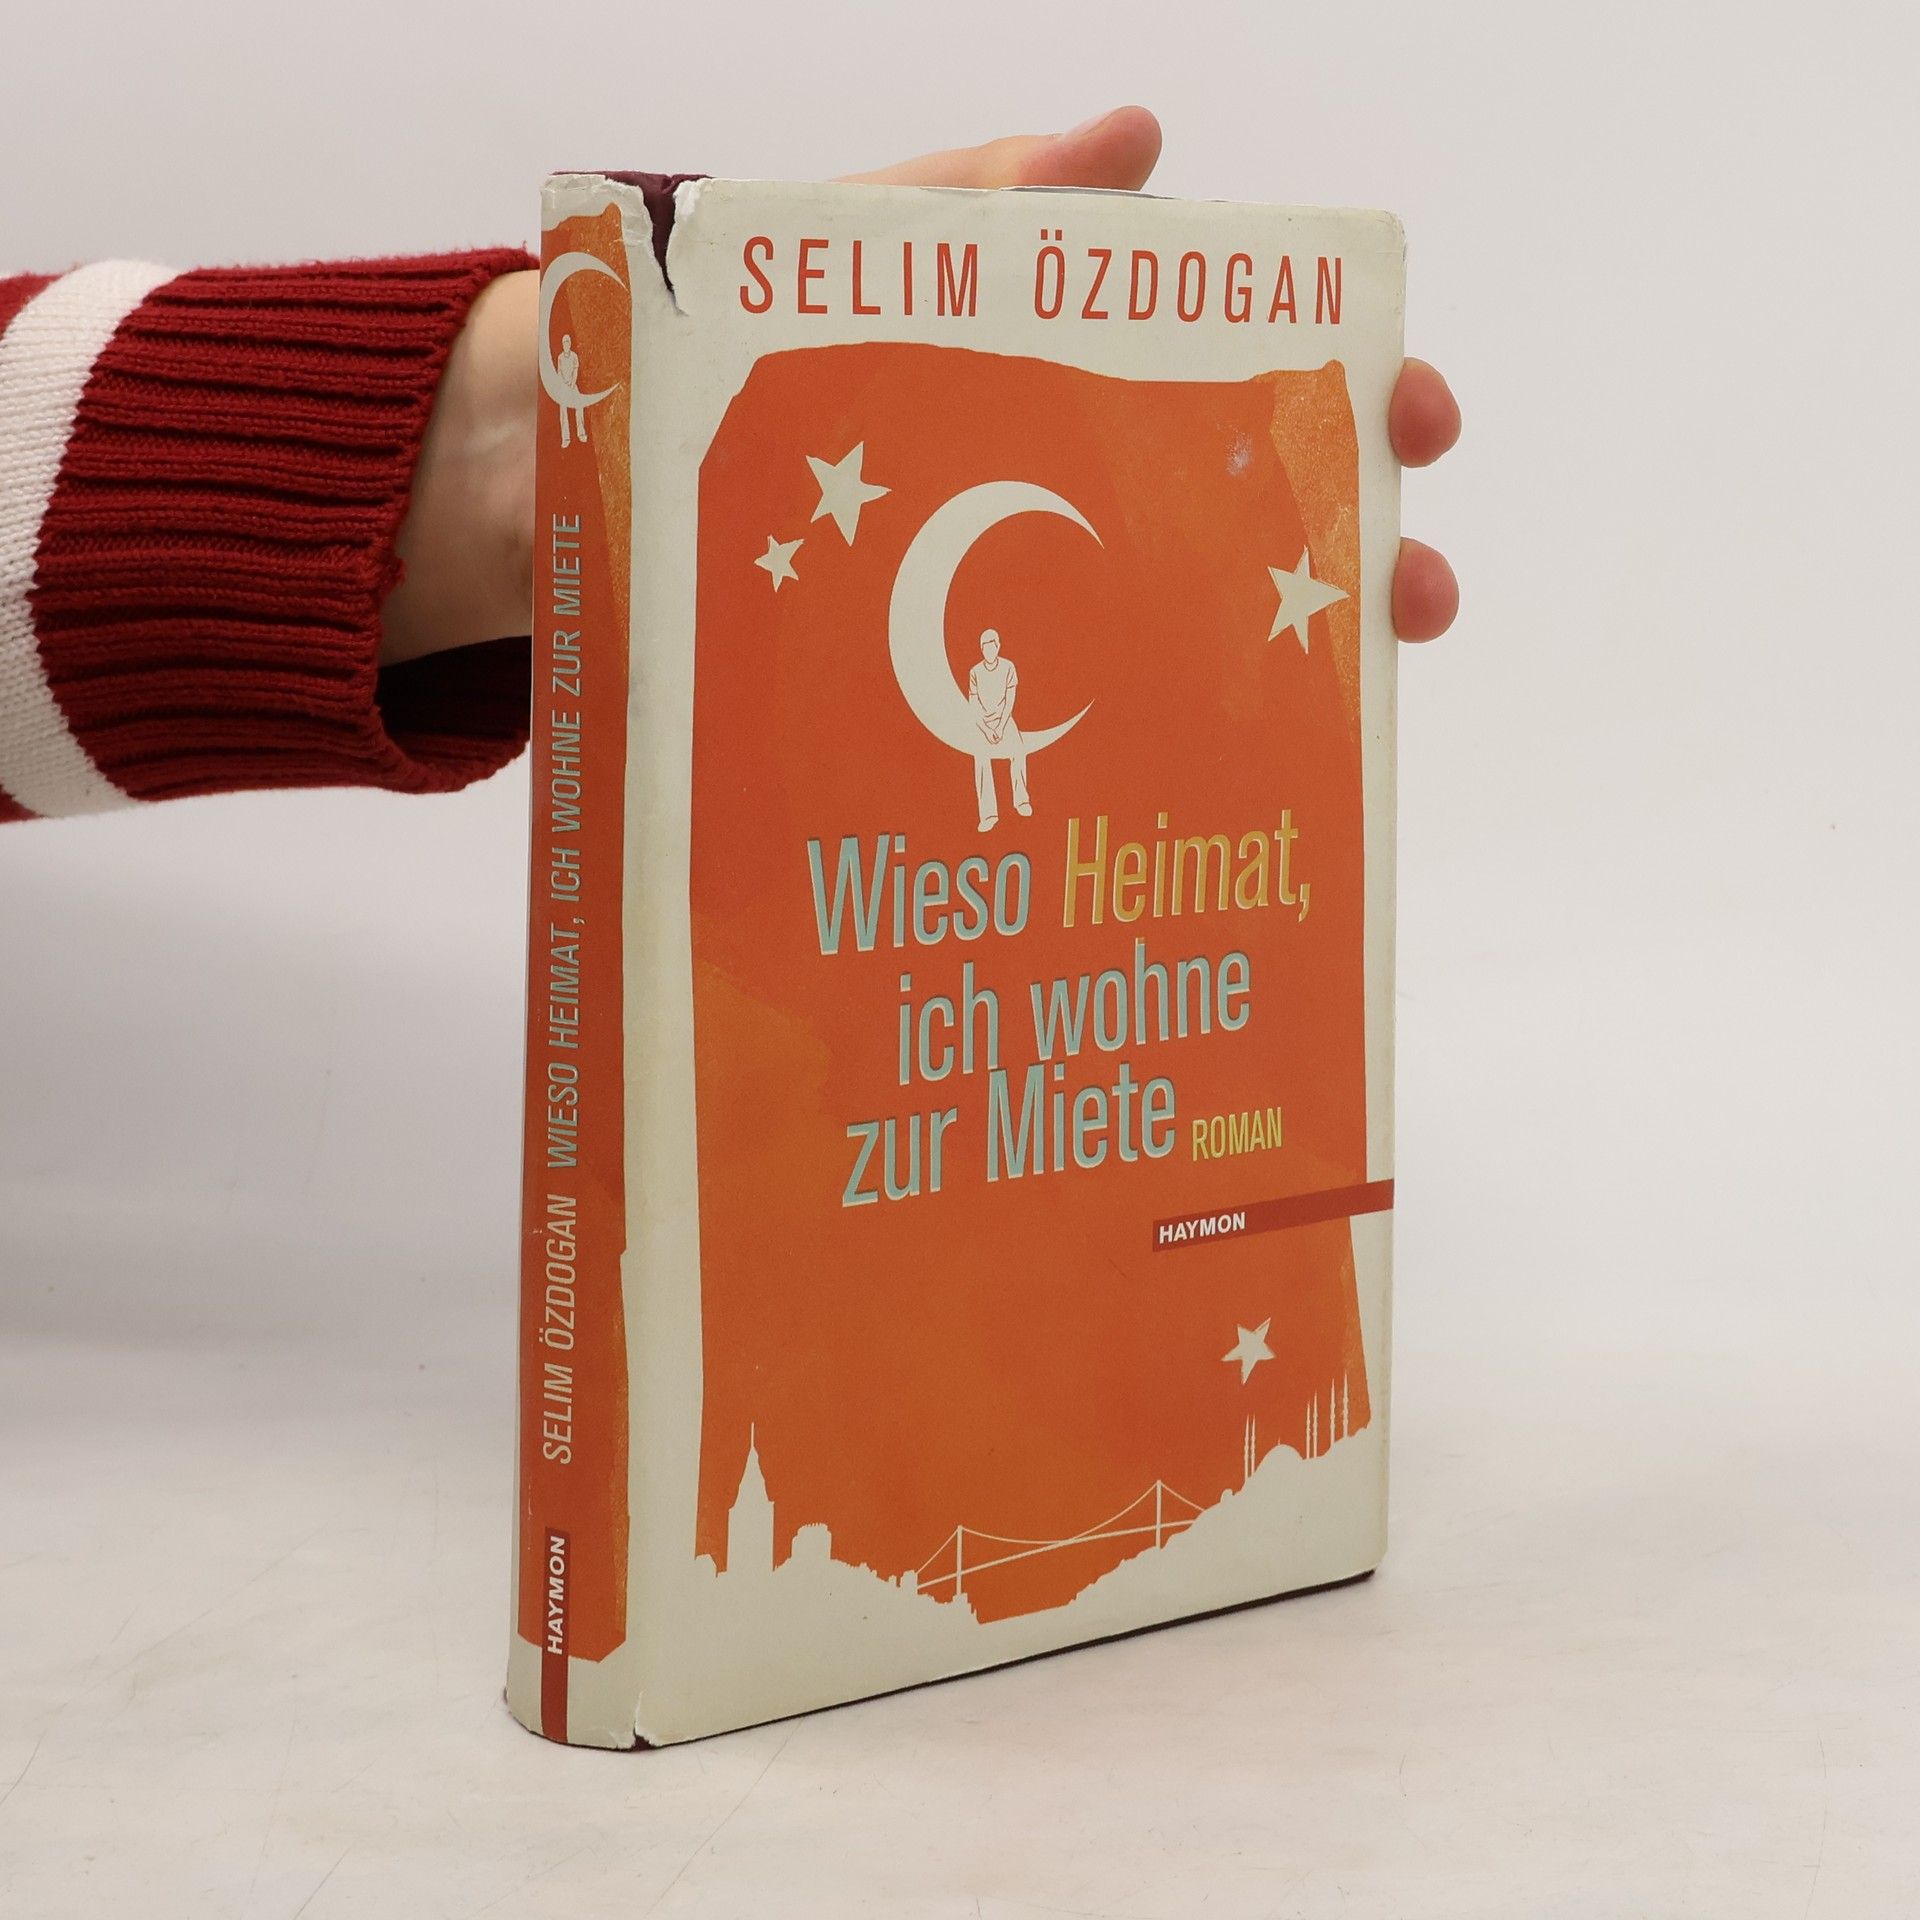 SELIM ÖZDOGAN
Wieso Heimat,
ich wohne
zur Miete ROMAN
HAYMON
SELIM ÖZDOGAN WIESO HEIMAT, ICH WOHNE ZUR MIETE
HAYMON